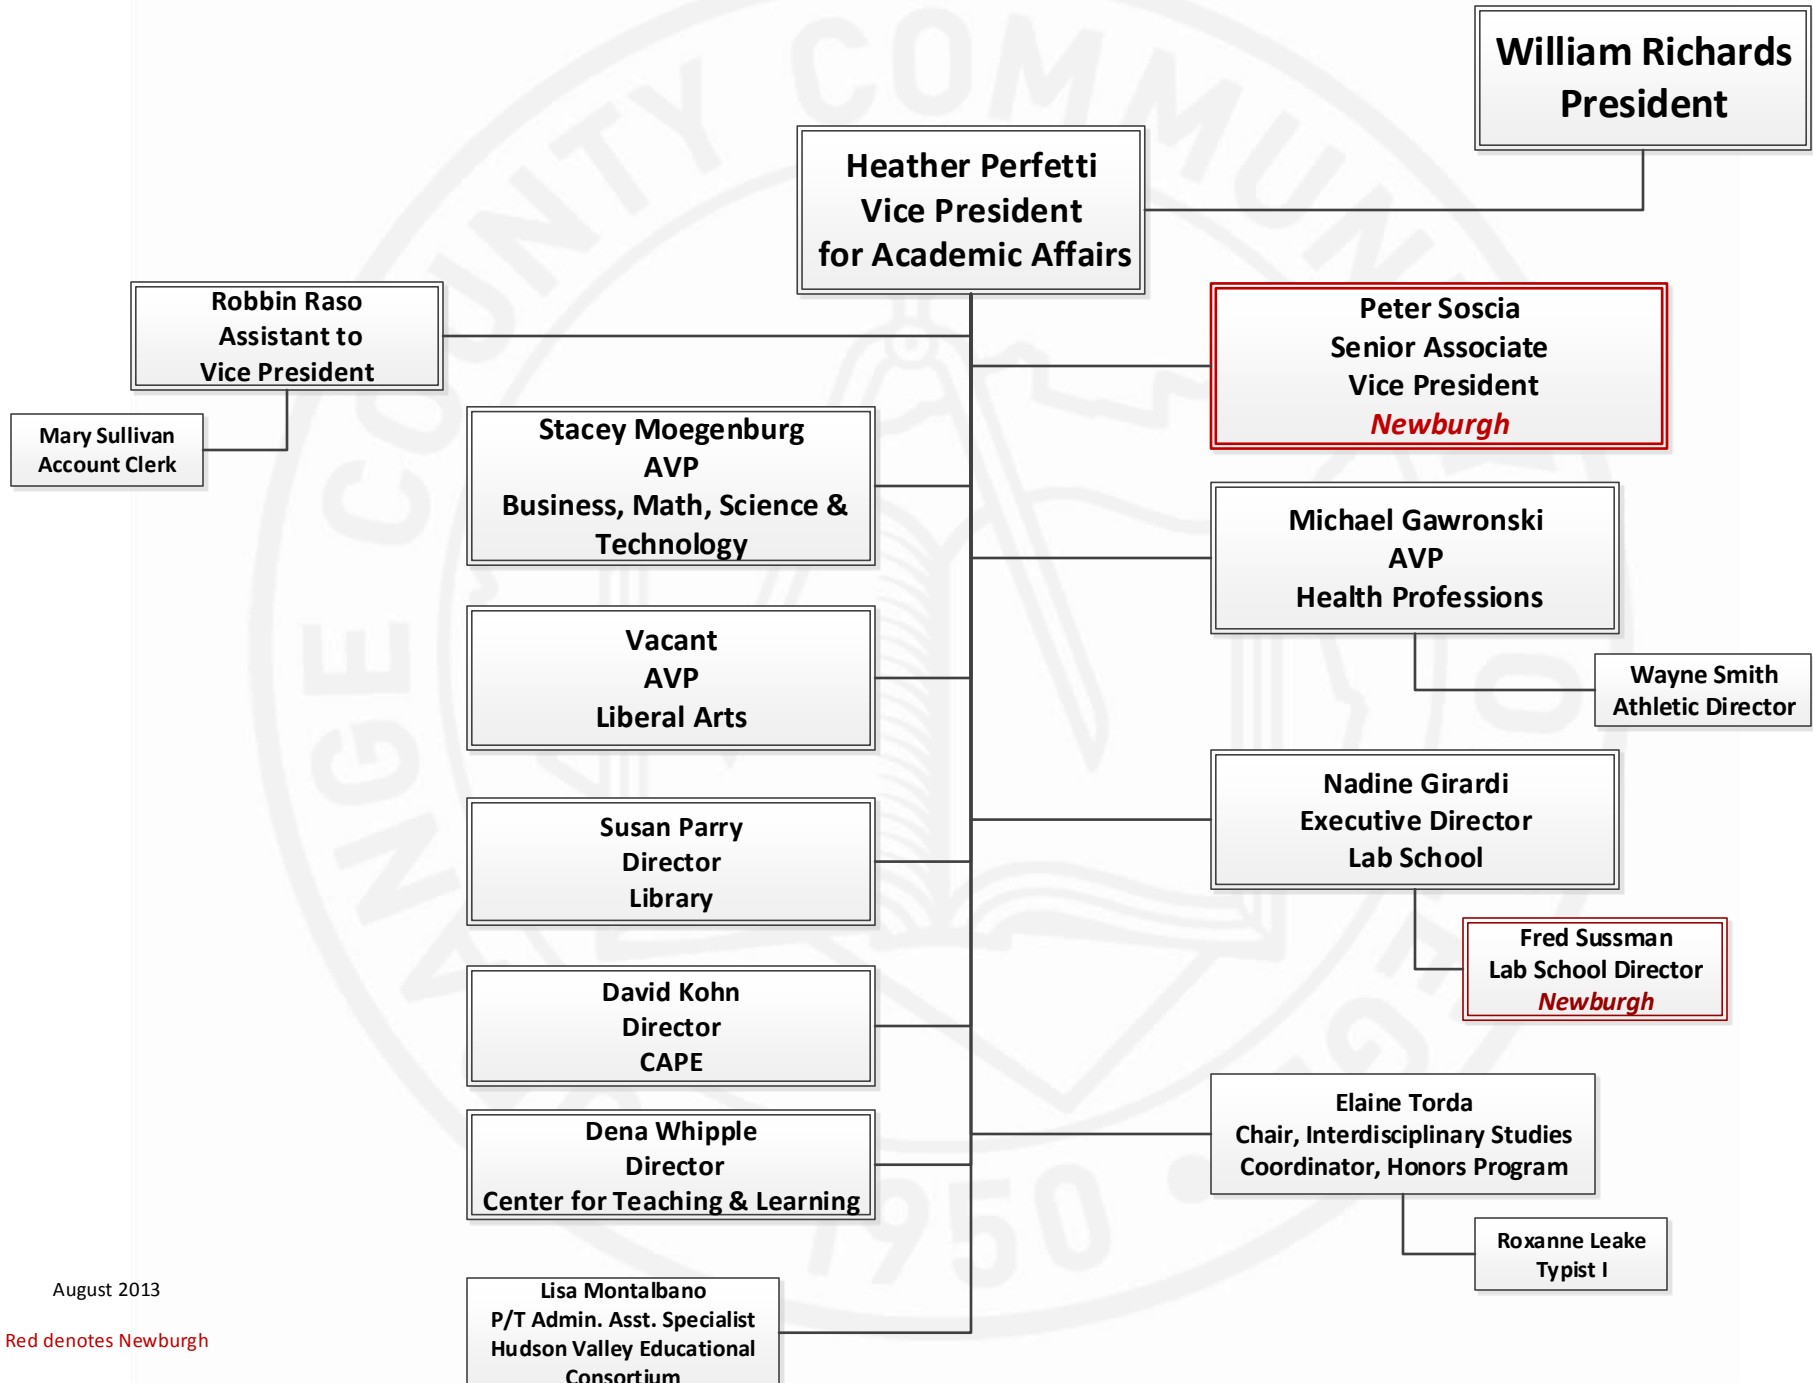 William Richards
President
Heather Perfetti
Vice President
for Academic Affairs
Robbin Raso
Assistant to
Vice President
Mary Sullivan
Account Clerk
Peter Soscia
Senior Associate
Vice President
Newburgh
Stacey Moegenburg
AVP
Business, Math, Science &
Technology
Michael Gawronski
AVP
Health Professions
Wayne Smith
Athletic Director
Vacant
AVP
Liberal Arts
Nadine Girardi
Executive Director
Lab School
Fred Sussman
Lab School Director
Newburgh
Susan Parry
Director
Library
David Kohn
Director
CAPE
Elaine Torda
Chair, Interdisciplinary Studies
Coordinator, Honors Program
Roxanne Leake
Typist I
Dena Whipple
Director
Center for Teaching & Learning
Lisa Montalbano
P/T Admin. Asst. Specialist
Hudson Valley Educational
Consortium
August 2013
Red denotes Newburgh
COUNTY COMMUN
1950